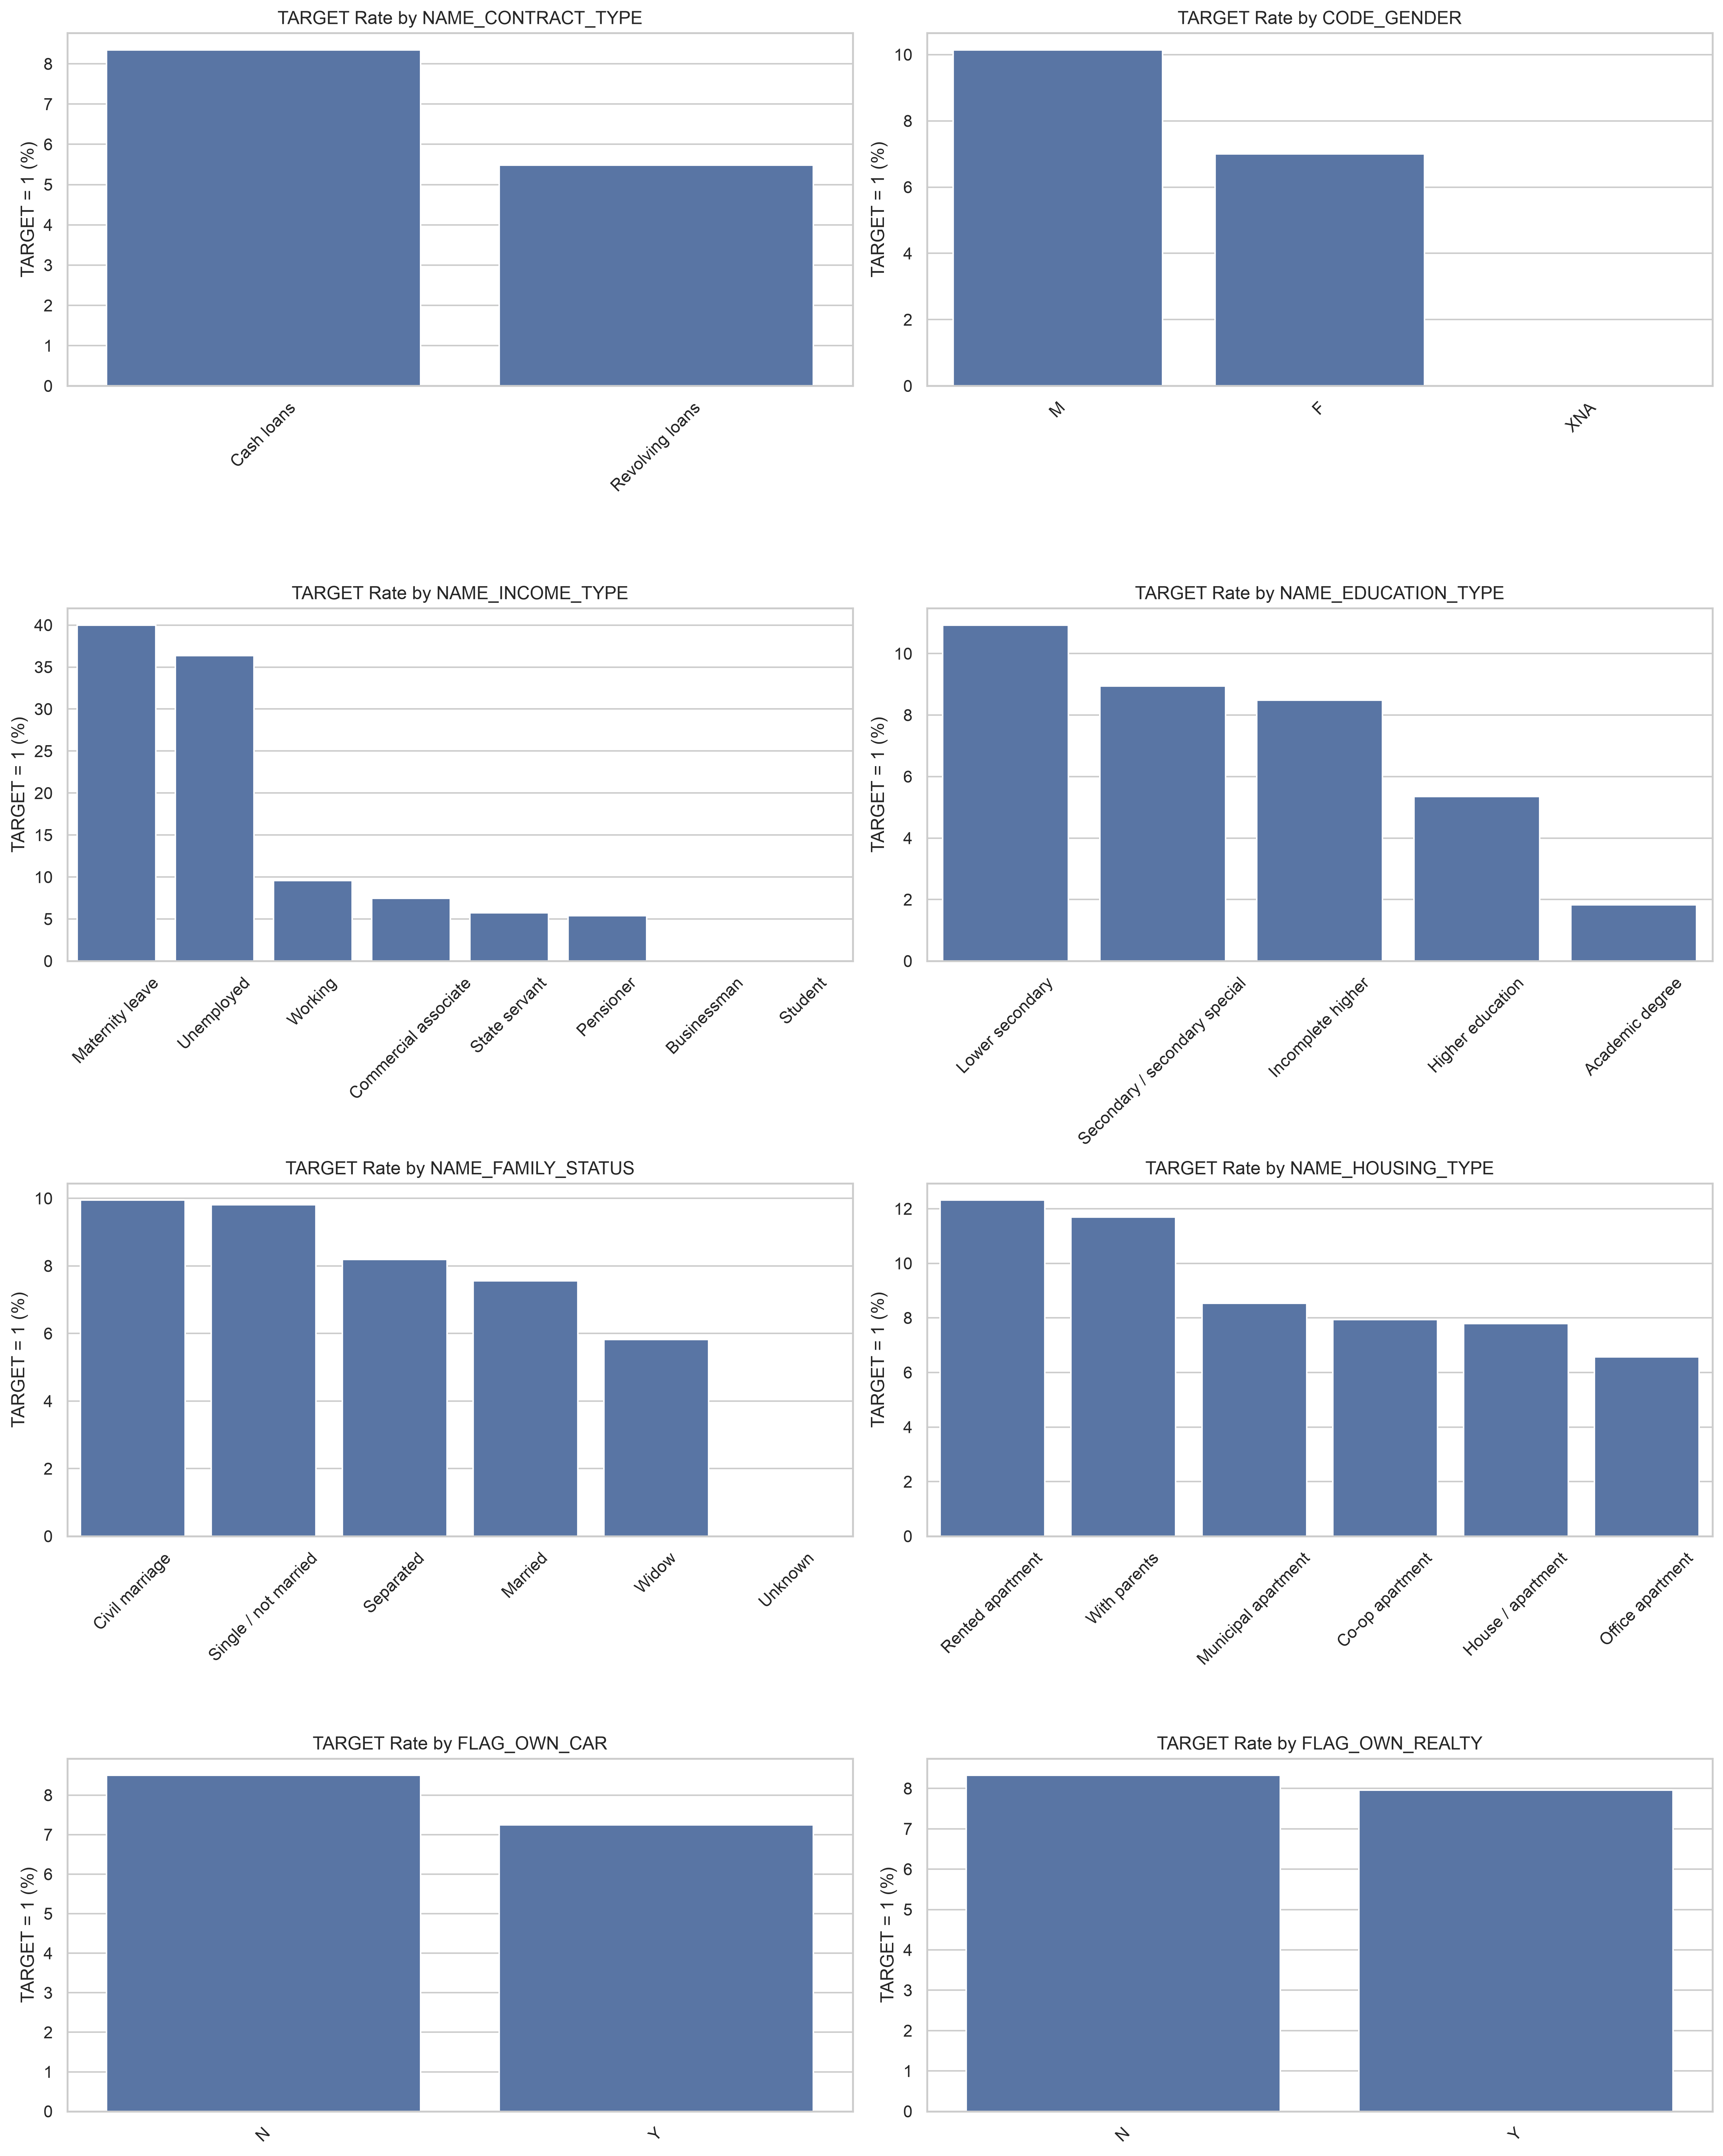 TARGET Rate by NAME_CONTRACT_TYPE
TARGET = 1 (%)
8
7
6
5
4
3
2
1
0
Cash loans
Revolving loans
TARGET Rate by CODE_GENDER
TARGET = 1 (%)
10
8
6
4
2
0
M
F
XNA
TARGET Rate by NAME_INCOME_TYPE
TARGET = 1 (%)
40
35
30
25
20
15
10
5
0
Maternity leave
Unemployed
Working
Commercial associate
State servant
Pensioner
Businessman
Student
TARGET Rate by NAME_EDUCATION_TYPE
TARGET = 1 (%)
10
8
6
4
2
0
Lower secondary
Secondary / secondary special
Incomplete higher
Higher education
Academic degree
TARGET Rate by NAME_FAMILY_STATUS
TARGET = 1 (%)
10
8
6
4
2
0
Civil marriage
Single / not married
Separated
Married
Widow
Unknown
TARGET Rate by NAME_HOUSING_TYPE
TARGET = 1 (%)
12
10
8
6
4
2
0
Rented apartment
With parents
Municipal apartment
Co-op apartment
House / apartment
Office apartment
TARGET Rate by FLAG_OWN_CAR
TARGET = 1 (%)
8
7
6
5
4
3
2
1
0
N
Y
TARGET Rate by FLAG_OWN_REALTY
TARGET = 1 (%)
8
7
6
5
4
3
2
1
0
N
Y